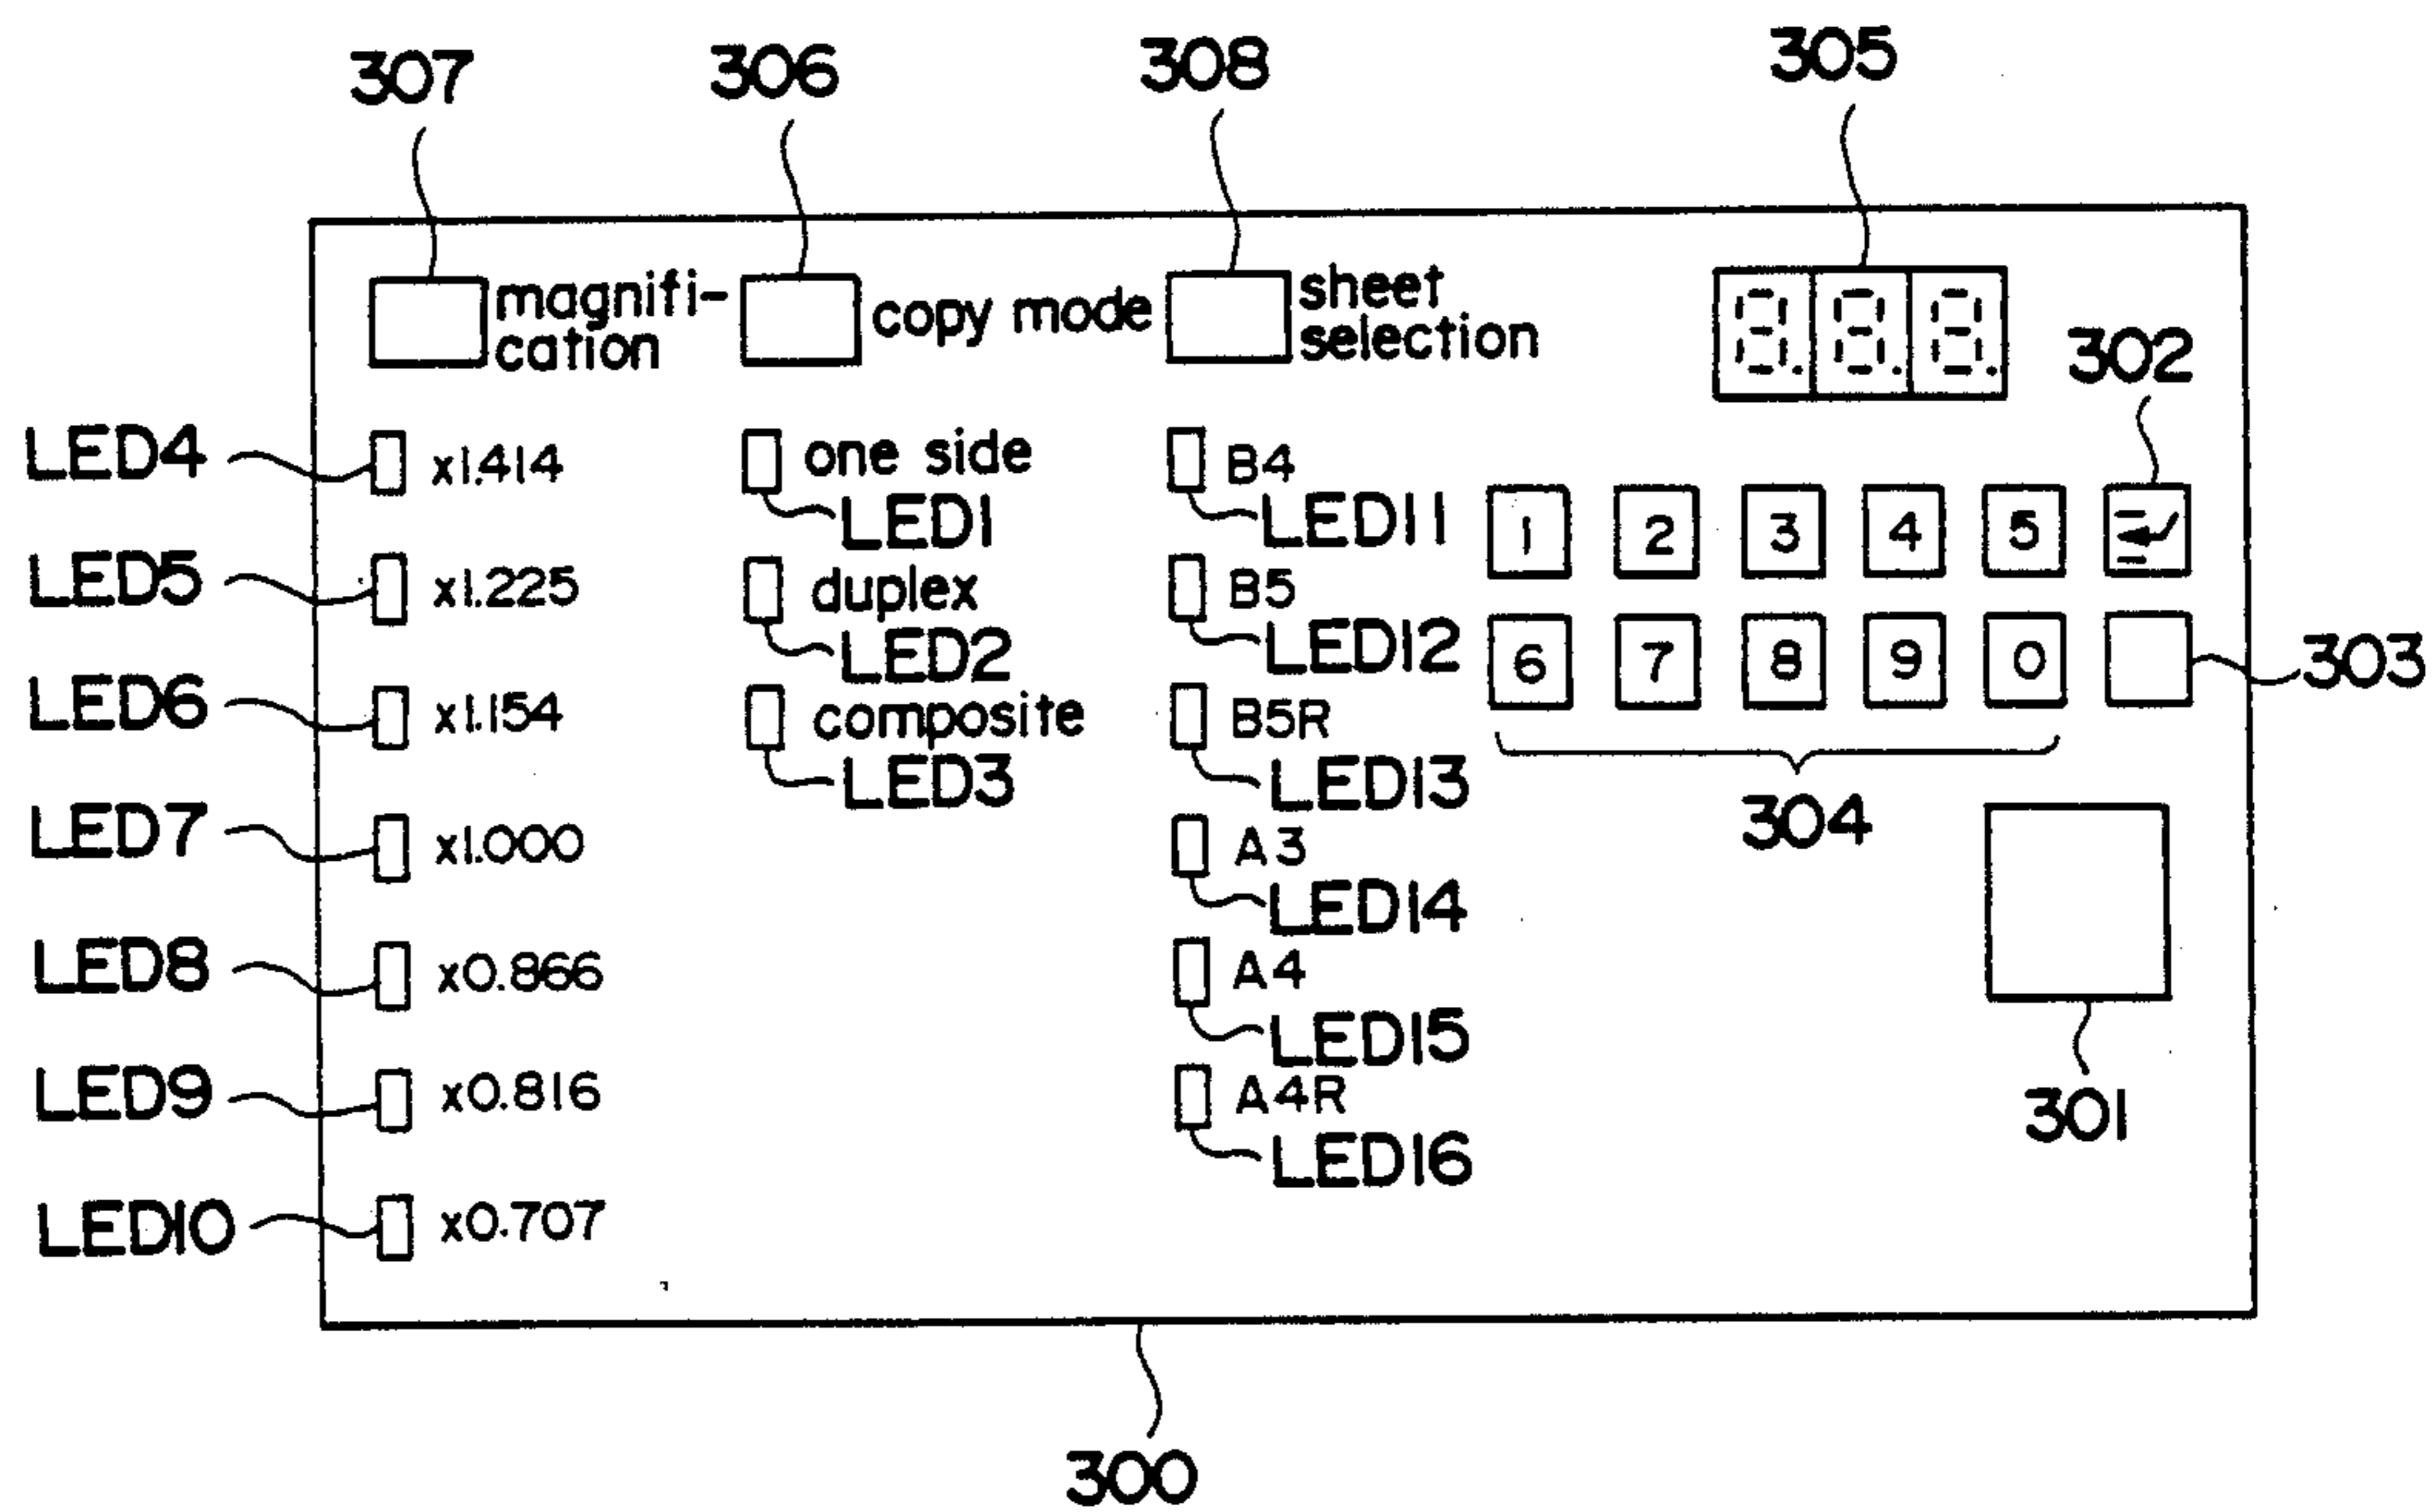 307 306 308 305
magnifi-
cation
copy mode
sheet
selection
8.8.8.
302
LED4 x1.414
one side
LED1
B4
LED11
1 2 3 4 5
LED5 x1.225
duplex
LED2
B5
LED12
6 7 8 9 0
303
LED6 x1.154
composite
LED3
B5R
LED13
304
LED7 x1.000
A3
LED14
LED8 x0.866
A4
LED15
301
LED9 x0.816
A4R
LED16
LED10 x0.707
300